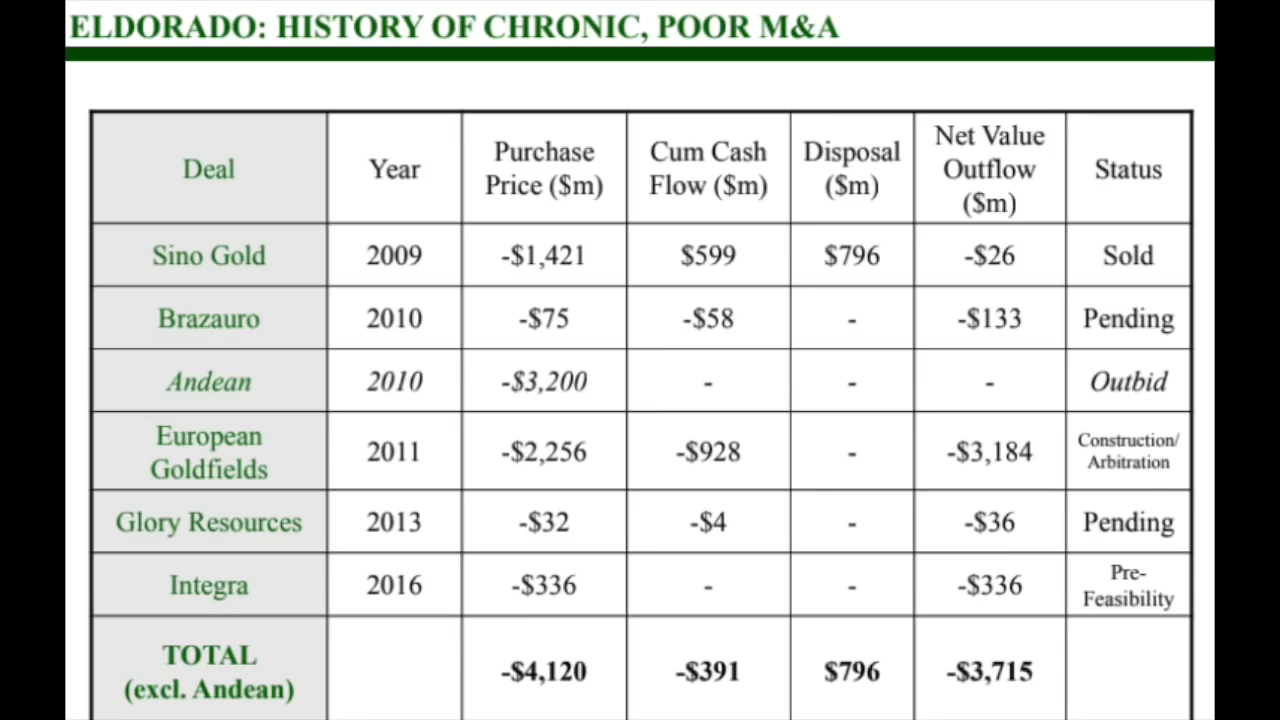 ELDORADO: HISTORY OF CHRONIC, POOR M&A
Deal Year Purchase Price ($m) Cum Cash Flow ($m) Disposal ($m) Net Value Outflow ($m) Status
Sino Gold 2009 -$1,421 $599 $796 -$26 Sold
Brazauro 2010 -$75 -$58 - -$133 Pending
Andean 2010 -$3,200 - - - Outbid
European Goldfields 2011 -$2,256 -$928 - -$3,184 Construction/ Arbitration
Glory Resources 2013 -$32 -$4 - -$36 Pending
Integra 2016 -$336 - - -$336 Pre-Feasibility
TOTAL (excl. Andean) -$4,120 -$391 $796 -$3,715